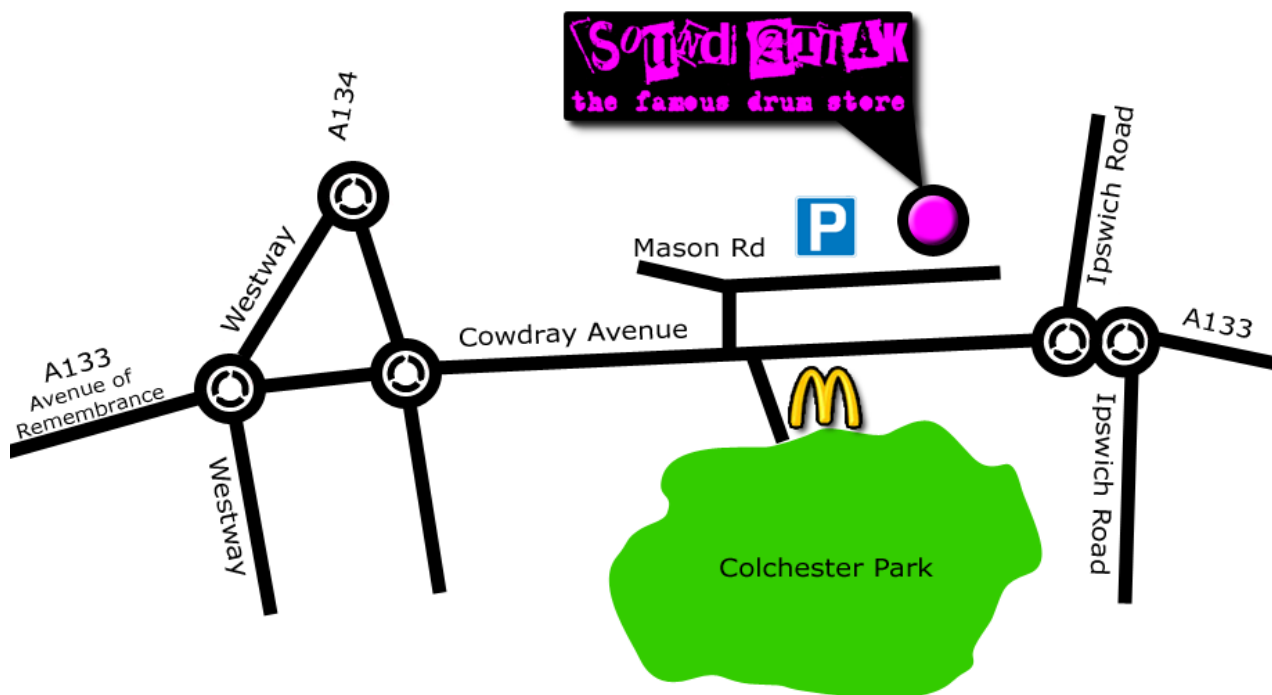 Sound Attak
the famous drum store
A134
Westway
A133
Avenue of
Remembrance
Westway
Cowdray Avenue
Mason Rd
P
Ipswich Road
A133
Ipswich Road
Colchester Park